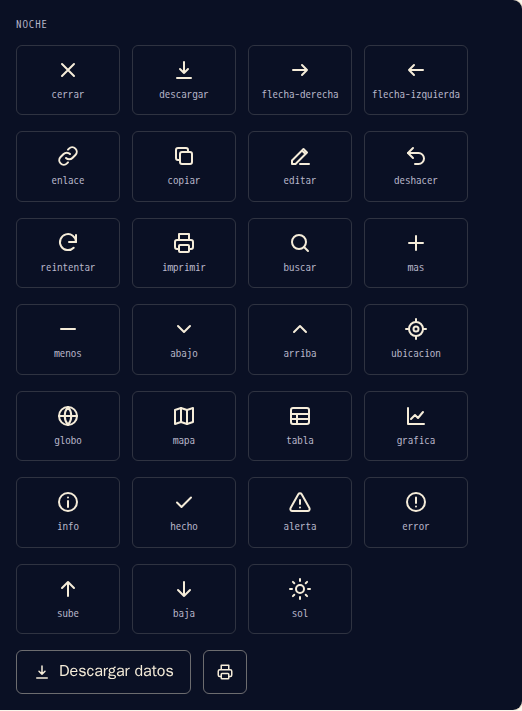 NOCHE
cerrar
descargar
flecha-derecha
flecha-izquierda
enlace
copiar
editar
deshacer
reintentar
imprimir
buscar
mas
menos
abajo
arriba
ubicacion
globo
mapa
tabla
grafica
info
hecho
alerta
error
sube
baja
sol
Descargar datos